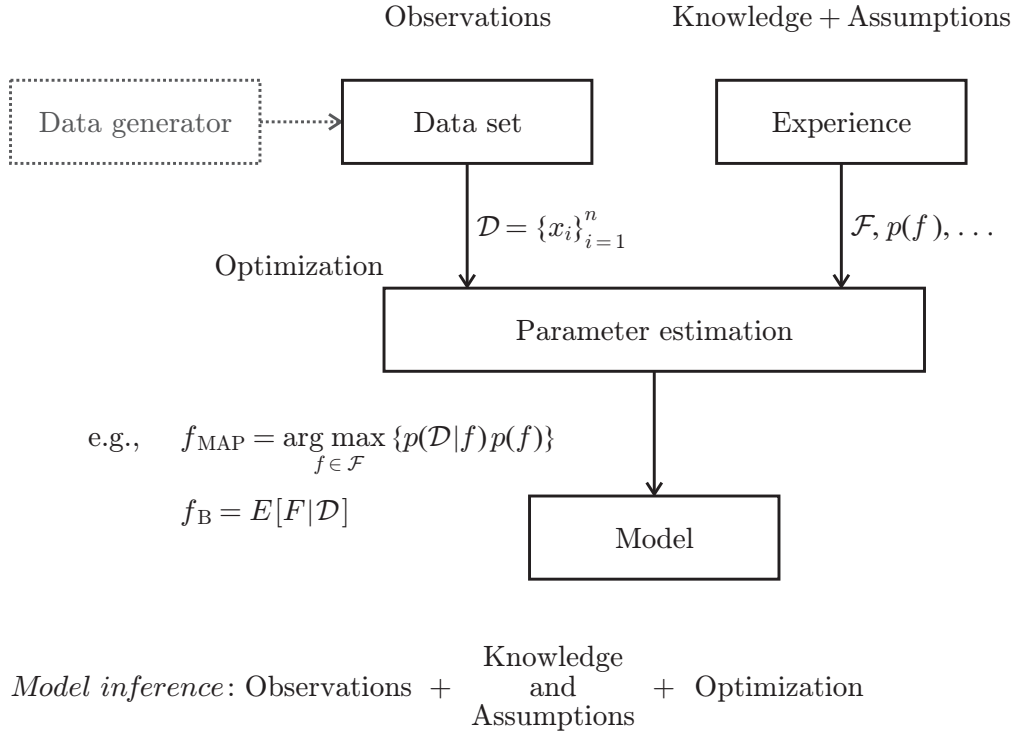 Observations Knowledge + Assumptions
Data generator Data set Experience
𝒟 = {x_i}_{i=1}^{n} ℱ, p(f), . . .
Optimization
Parameter estimation
e.g., f_MAP = arg max_{f ∈ ℱ} {p(𝒟|f)p(f)}
f_B = E[F|𝒟]
Model
Knowledge
Model inference: Observations + and + Optimization
Assumptions